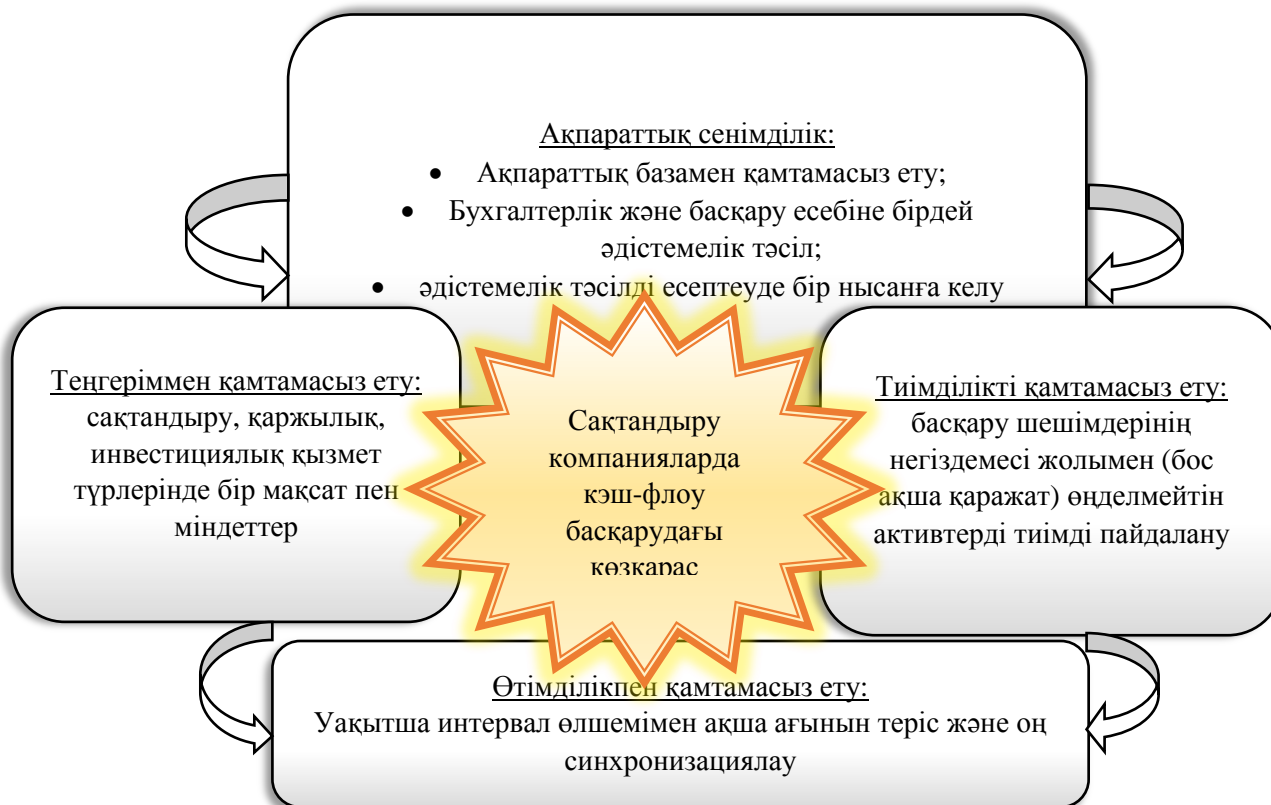 Ақпараттық сенімділік:
• Ақпараттық базамен қамтамасыз ету;
• Бухгалтерлік және басқару есебіне бірдей
әдістемелік тәсіл;
• әдістемелік тәсілді есептеуде бір нысанға келу
Теңгеріммен қамтамасыз ету:
сақтандыру, қаржылық,
инвестициялық қызмет
түрлерінде бір мақсат пен
міндеттер
Сақтандыру
компанияларда
кэш-флоу
басқарудағы
көзқарас
Тиімділікті қамтамасыз ету:
басқару шешімдерінің
негіздемесі жолымен (бос
ақша қаражат) өңделмейтін
активтерді тиімді пайдалану
Өтімділікпен қамтамасыз ету:
Уақытша интервал өлшемімен ақша ағынын теріс және оң
синхронизациялау